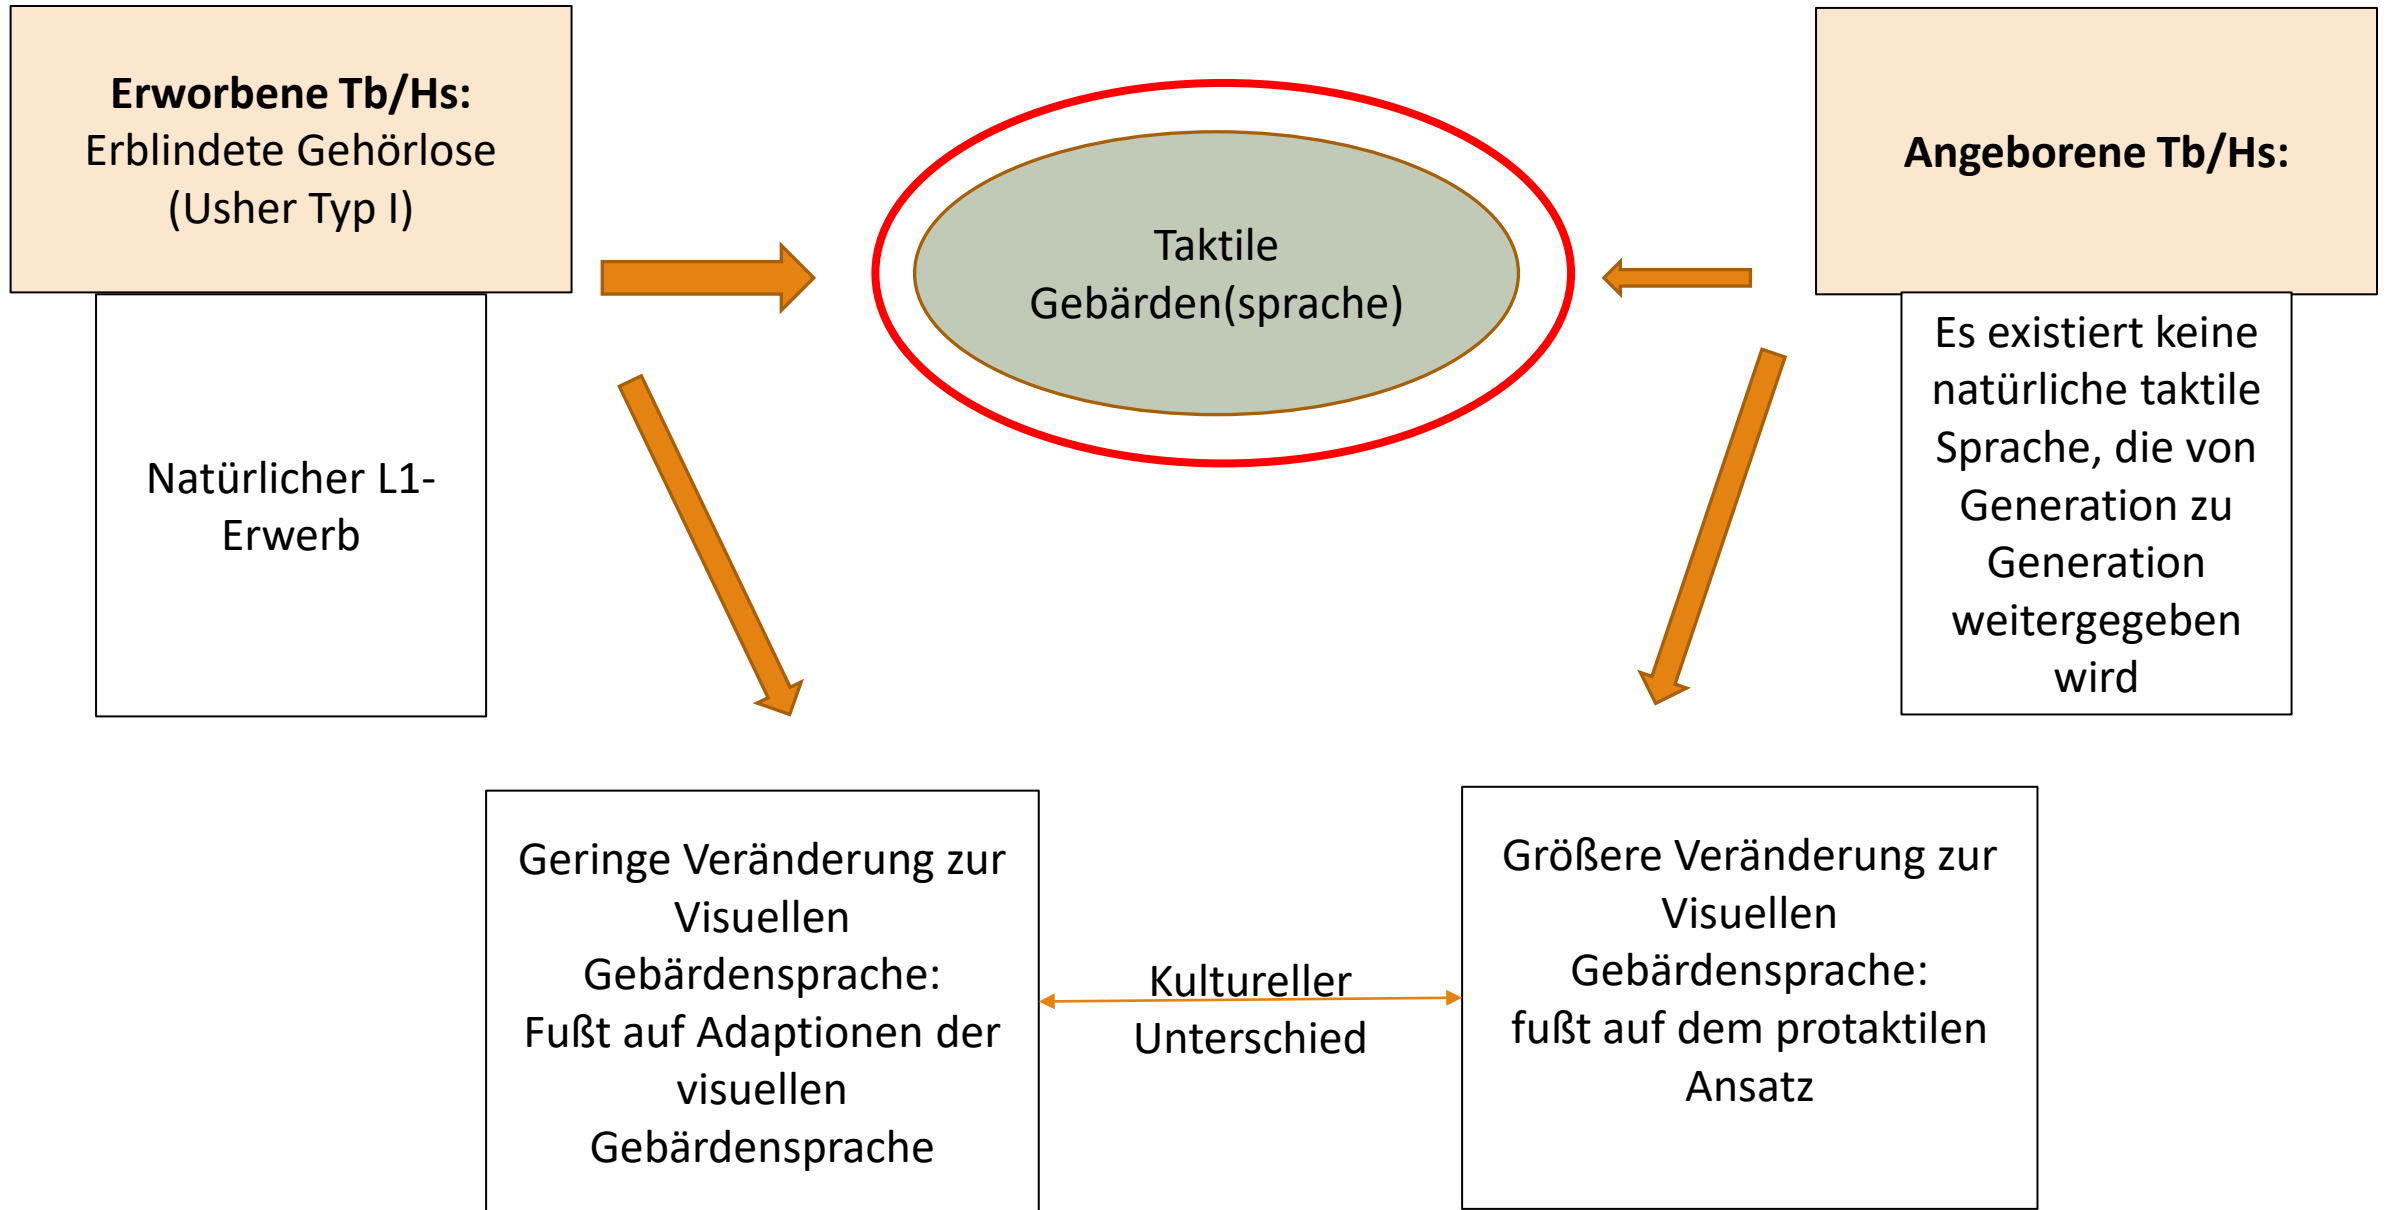 Erworbene Tb/Hs:
Erblindete Gehörlose
(Usher Typ I)
Natürlicher L1-
Erwerb
Taktile
Gebärden(sprache)
Angeborene Tb/Hs:
Es existiert keine
natürliche taktile
Sprache, die von
Generation zu
Generation
weitergegeben
wird
Geringe Veränderung zur
Visuellen
Gebärdensprache:
Fußt auf Adaptionen der
visuellen
Gebärdensprache
Kultureller
Unterschied
Größere Veränderung zur
Visuellen
Gebärdensprache:
fußt auf dem protaktilen
Ansatz